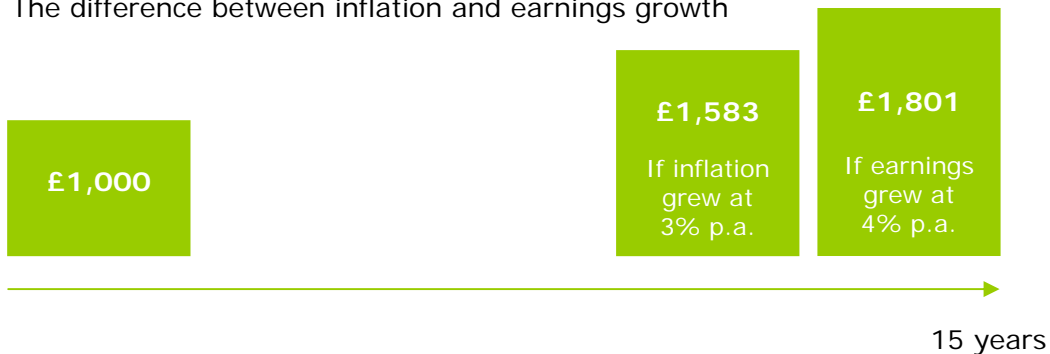 The difference between inflation and earnings growth
£1,000
£1,583
If inflation
grew at
3% p.a.
£1,801
If earnings
grew at
4% p.a.
15 years